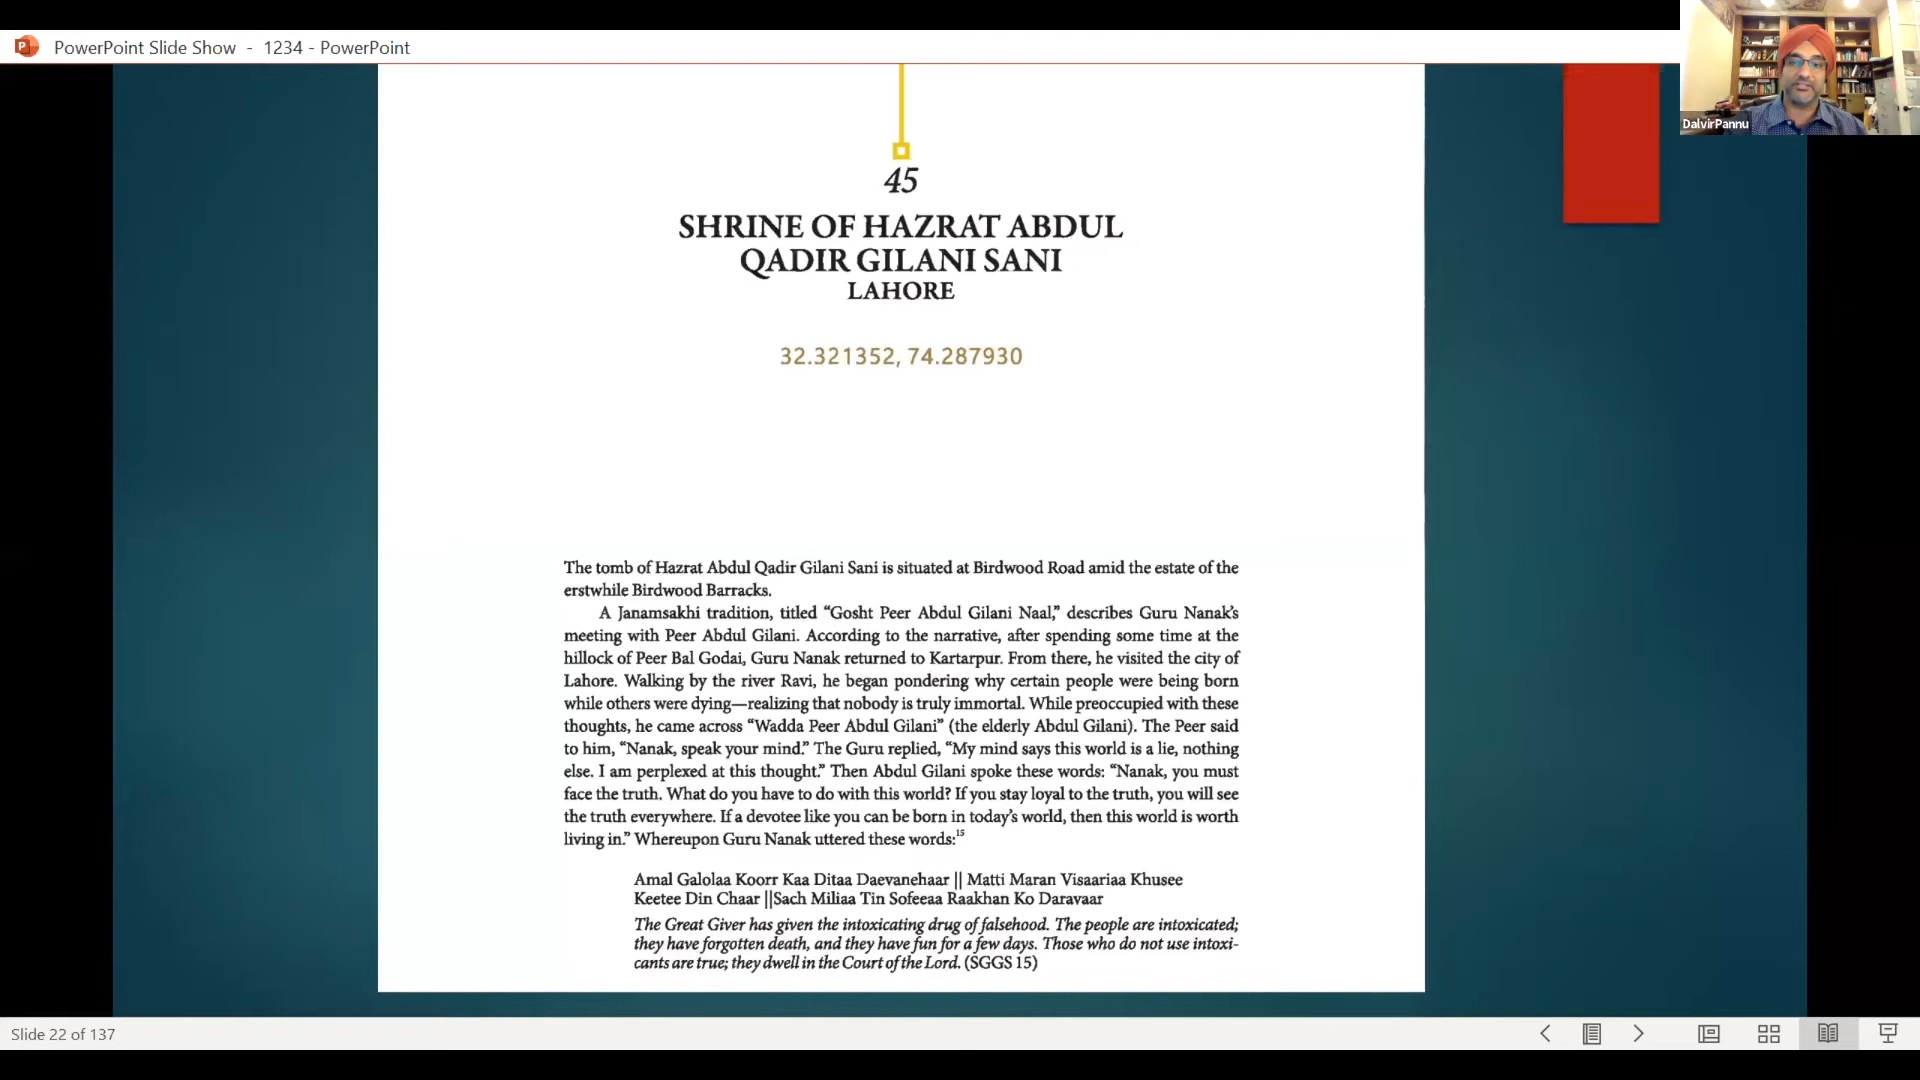 PowerPoint Slide Show - 1234 - PowerPoint
DalvirPannu
45
SHRINE OF HAZRAT ABDUL
QADIR GILANI SANI
LAHORE
32.321352, 74.287930
The tomb of Hazrat Abdul Qadir Gilani Sani is situated at Birdwood Road amid the estate of the
erstwhile Birdwood Barracks.
A Janamsakhi tradition, titled “Gosht Peer Abdul Gilani Naal,” describes Guru Nanak’s
meeting with Peer Abdul Gilani. According to the narrative, after spending some time at the
hillock of Peer Bal Godai, Guru Nanak returned to Kartarpur. From there, he visited the city of
Lahore. Walking by the river Ravi, he began pondering why certain people were being born
while others were dying—realizing that nobody is truly immortal. While preoccupied with these
thoughts, he came across “Wadda Peer Abdul Gilani” (the elderly Abdul Gilani). The Peer said
to him, “Nanak, speak your mind.” The Guru replied, “My mind says this world is a lie, nothing
else. I am perplexed at this thought.” Then Abdul Gilani spoke these words: “Nanak, you must
face the truth. What do you have to do with this world? If you stay loyal to the truth, you will see
the truth everywhere. If a devotee like you can be born in today’s world, then this world is worth
living in.” Whereupon Guru Nanak uttered these words:15
Amal Galolaa Koorr Kaa Ditaa Daevanehaar || Matti Maran Visaariaa Khusee
Keetee Din Chaar ||Sach Miliaa Tin Sofeeaa Raakhan Ko Daravaar
The Great Giver has given the intoxicating drug of falsehood. The people are intoxicated;
they have forgotten death, and they have fun for a few days. Those who do not use intoxi-
cants are true; they dwell in the Court of the Lord. (SGGS 15)
Slide 22 of 137